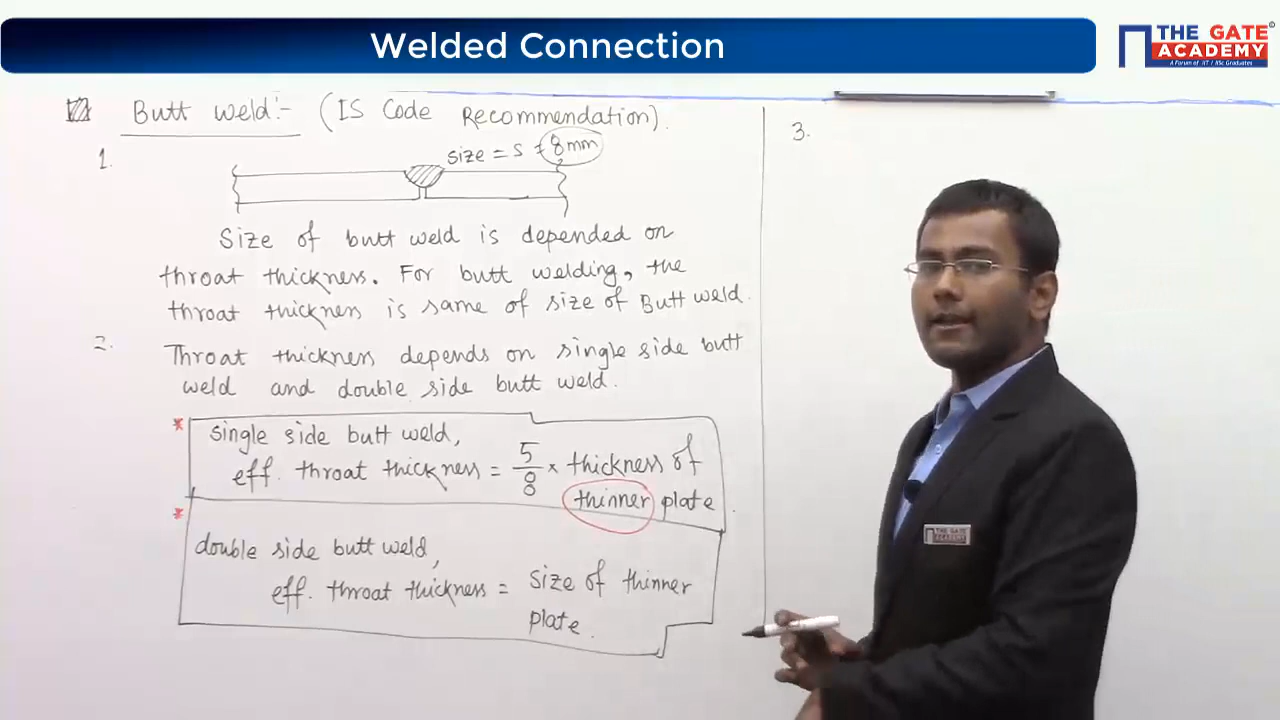 Welded Connection
THE GATE
ACADEMY
A Forum of IIT / IISc Graduates
Butt weld:- (IS Code Recommendation).
1.
size = s = 8mm
Size of butt weld is depended on
throat thickness. For butt welding, the
throat thickness is same of size of Butt weld.
2.
Throat thickness depends on single side butt
weld and double side butt weld.
* single side butt weld,
eff. throat thickness = 5/8 × thickness of
thinner plate
*
double side butt weld,
eff. throat thickness = size of thinner
plate.
3.
THE GATE
ACADEMY